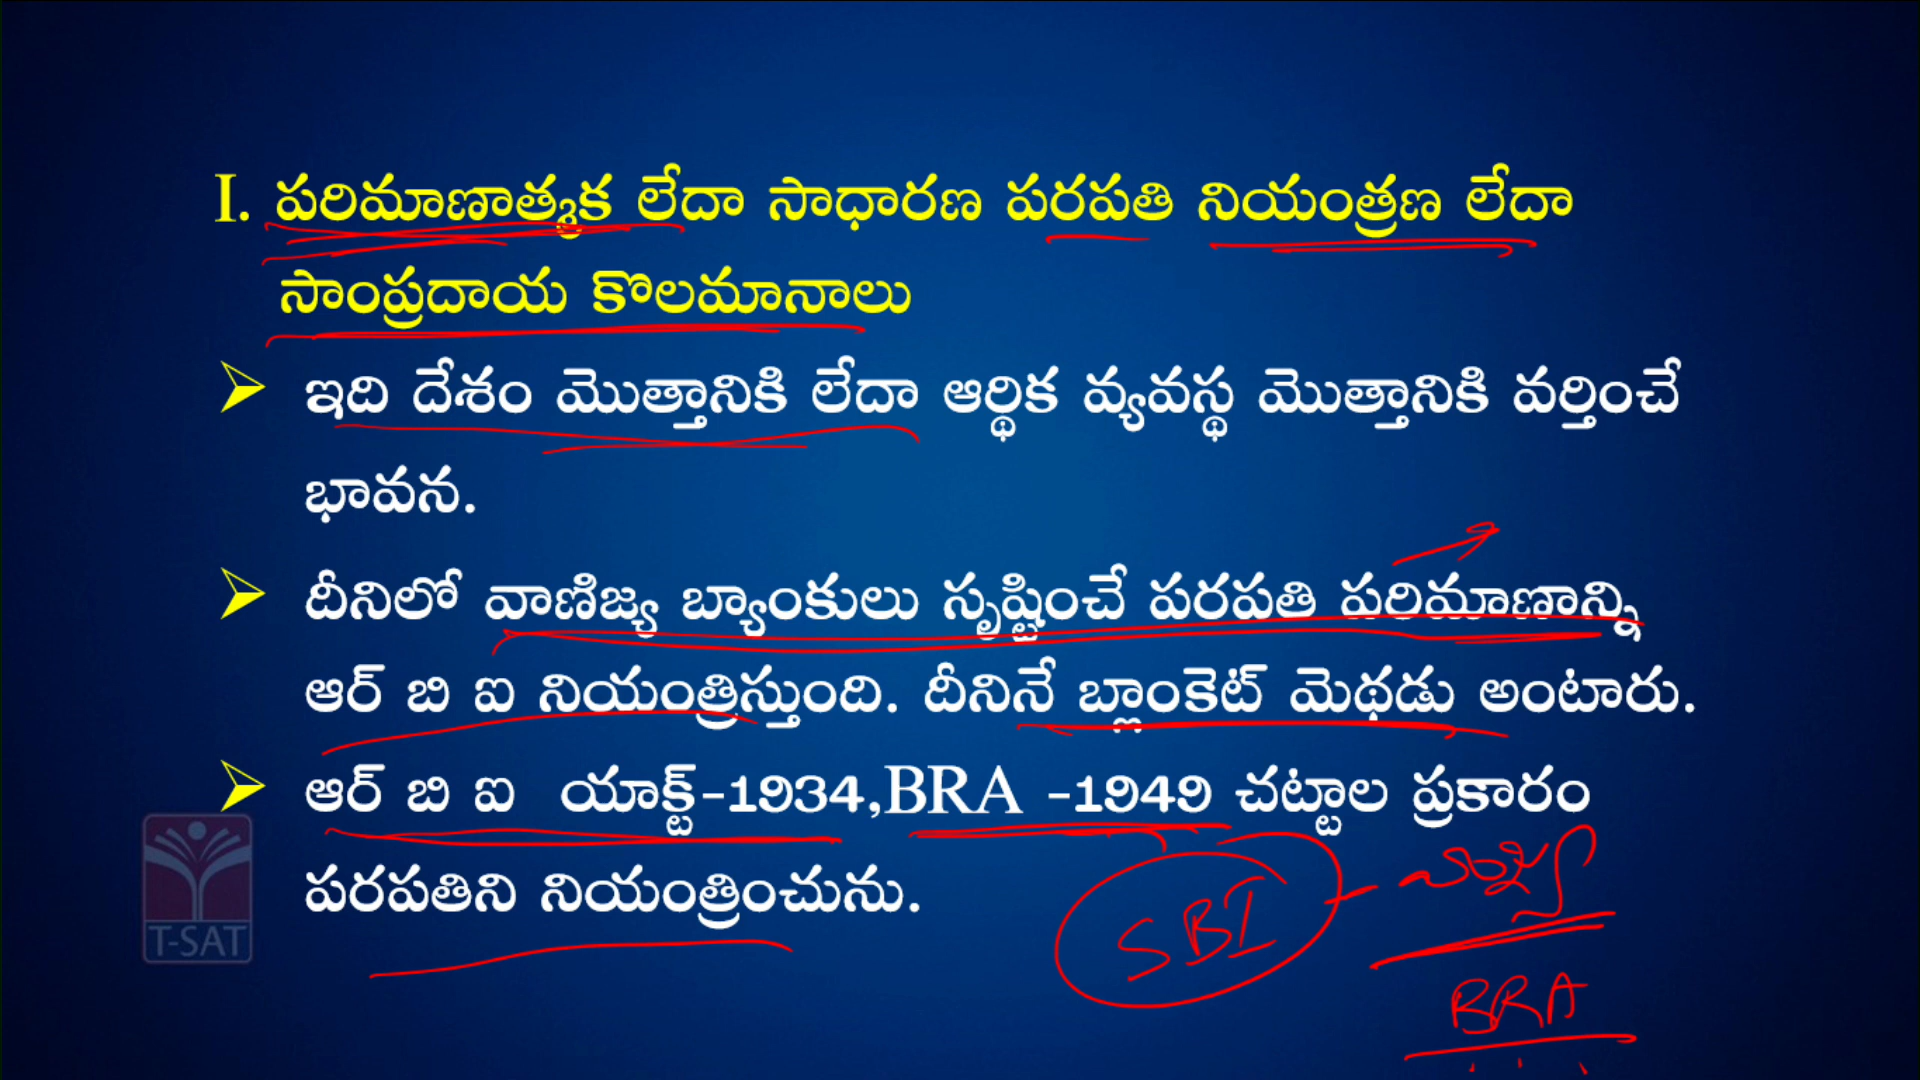 I. పరిమాణాత్మక లేదా సాధారణ పరపతి నియంత్రణ లేదా
సాంప్రదాయ కొలమానాలు
ఇది దేశం మొత్తానికి లేదా ఆర్థిక వ్యవస్థ మొత్తానికి వర్తించే
భావన.
దీనిలో వాణిజ్య బ్యాంకులు సృష్టించే పరపతి పరిమాణాన్ని
ఆర్ బి ఐ నియంత్రిస్తుంది. దీనినే బ్లాంకెట్ మెథడు అంటారు.
ఆర్ బి ఐ యాక్ట్-1934,BRA -1949 చట్టాల ప్రకారం
పరపతిని నియంత్రించును.
SBI
BRA
T-SAT